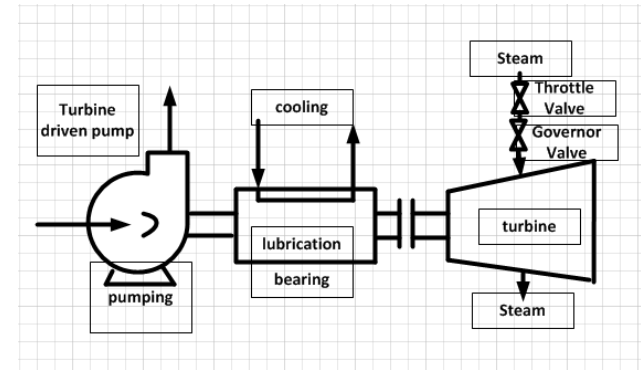 Steam
Throttle
Valve
Governor
Valve
Turbine
driven pump
cooling
lubrication
bearing
turbine
pumping
Steam